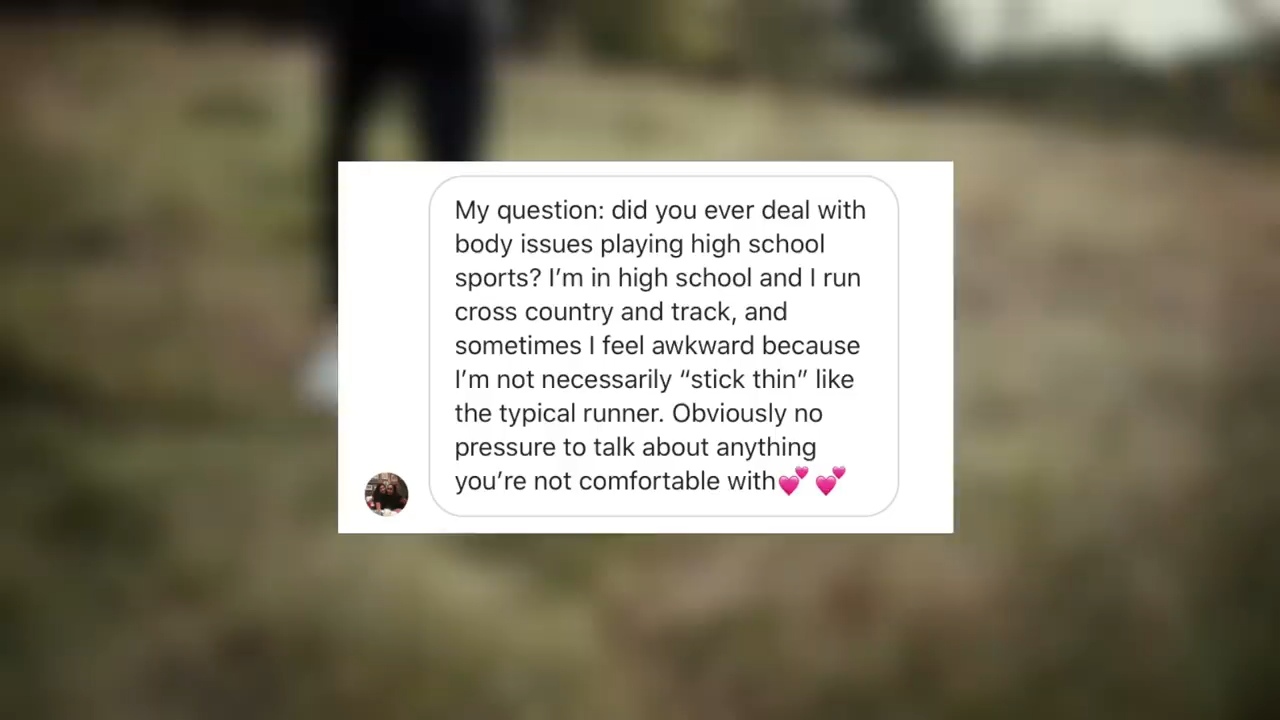 My question: did you ever deal with
body issues playing high school
sports? I’m in high school and I run
cross country and track, and
sometimes I feel awkward because
I’m not necessarily “stick thin” like
the typical runner. Obviously no
pressure to talk about anything
you’re not comfortable with💕 💕